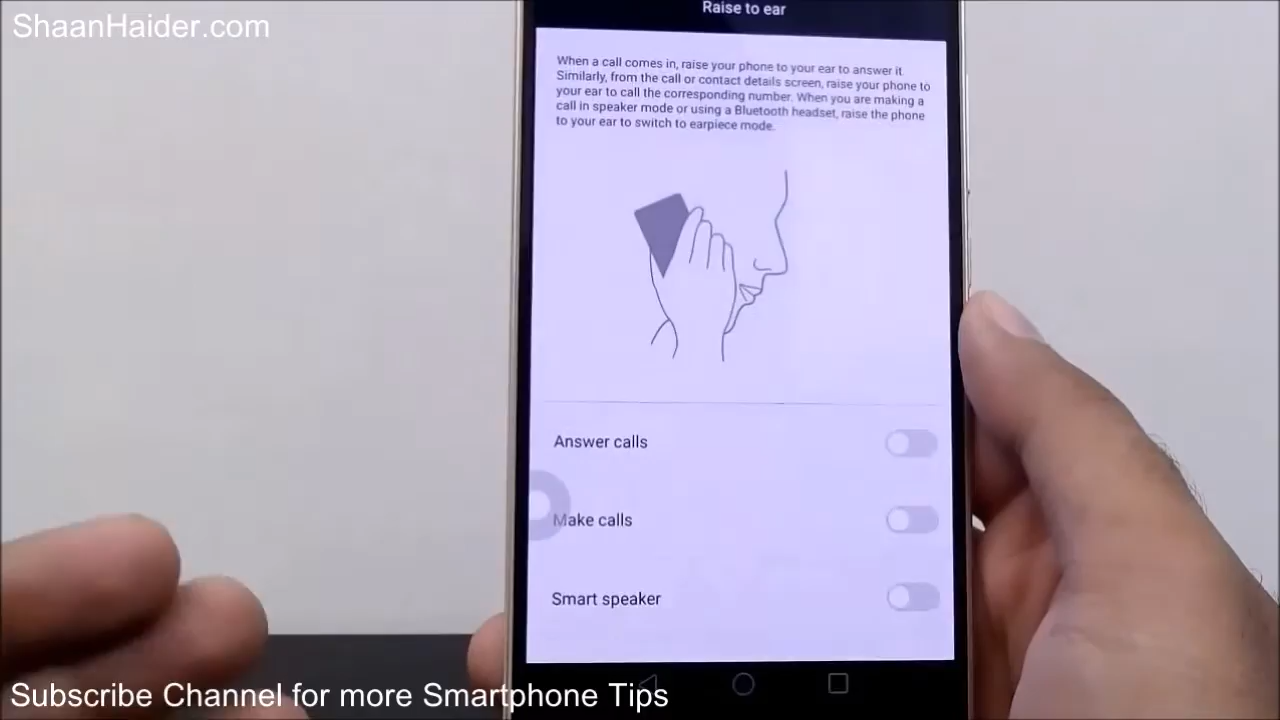 ShaanHaider.com
Raise to ear
When a call comes in, raise your phone to your ear to answer it.
Similarly, from the call or contact details screen, raise your phone to
your ear to call the corresponding number. When you are making a
call in speaker mode or using a Bluetooth headset, raise the phone
to your ear to switch to earpiece mode.
Answer calls
Make calls
Smart speaker
Subscribe Channel for more Smartphone Tips